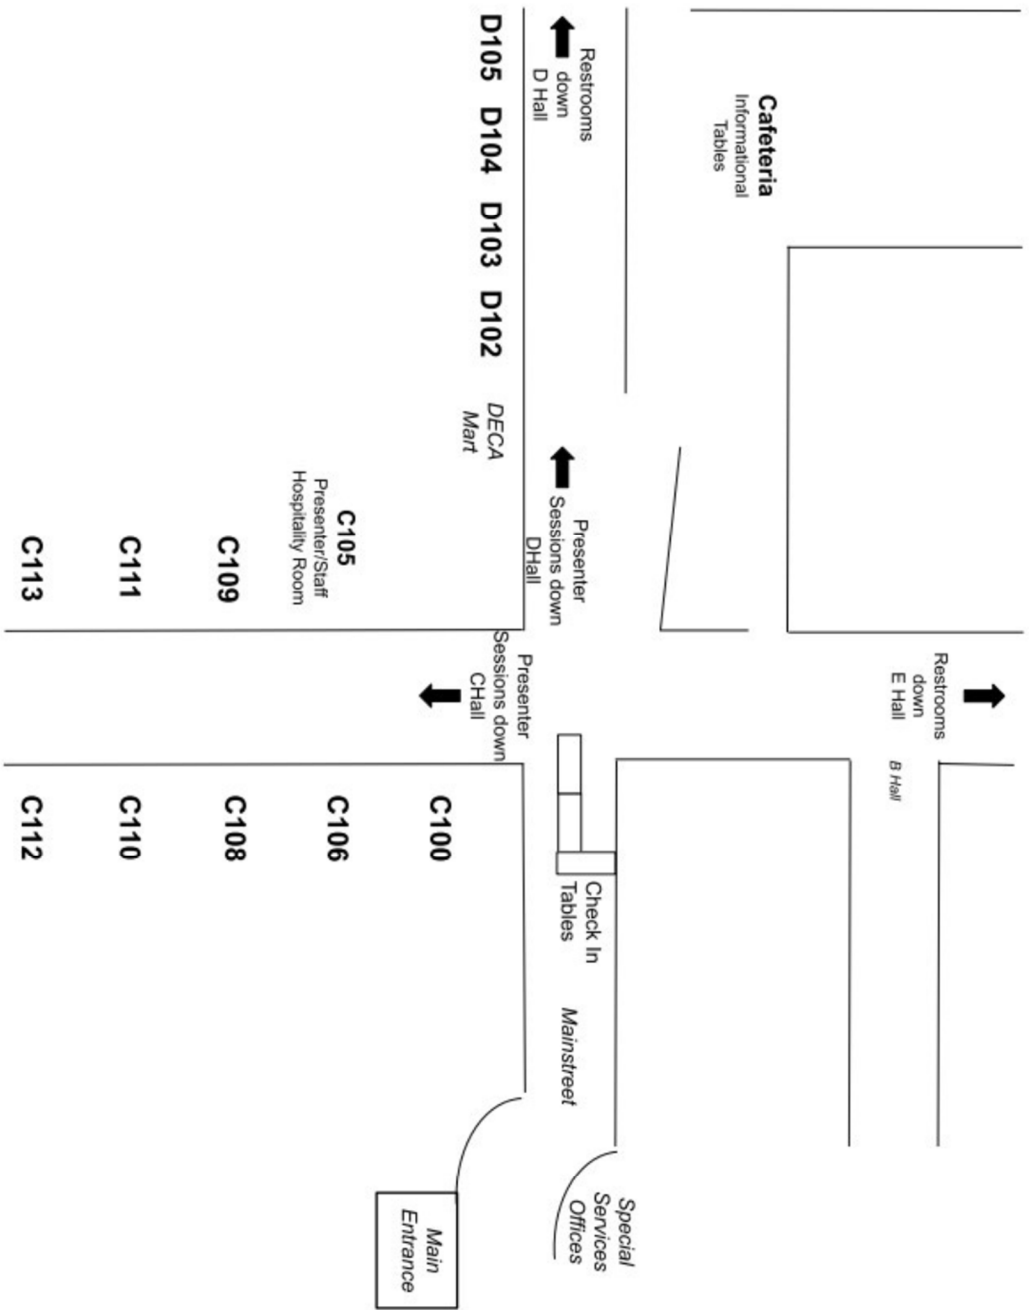 Restrooms
down
E Hall
B Hall
Cafeteria
Informational
Tables
Restrooms
down
D Hall
Presenter
Sessions down
DHall
Check In
Tables
Mainstreet
Special
Services
Offices
Presenter
Sessions down
CHall
D105 D104 D103 D102
DECA
Mart
C100
Main
Entrance
C105
Presenter/Staff
Hospitality Room
C106
C109
C108
C111
C110
C113
C112